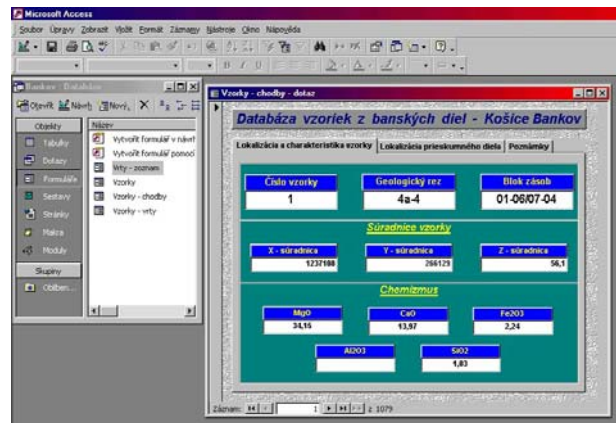 Microsoft Access
Soubor Úpravy Zobrazit Vložit Formát Záznamy Nástroje Okno Nápověda
Bankov : Databáze
Otevřít Návrh Nový
Objekty
Tabulky
Dotazy
Formuláře
Sestavy
Stránky
Makra
Moduly
Skupiny
Oblíben...
Název
Vytvořit formulář v návrh
Vytvořit formulář pomocí
Vrty - zoznam
Vzorky
Vzorky - chodby
Vzorky - vrty
Vzorky - chodby - dotaz
Databáza vzoriek z banských diel - Košice Bankov
Lokalizácia a charakteristika vzorky Lokalizácia prieskumného diela Poznámky
Číslo vzorky Geologický rez Blok zásob
1 4a-4 01-06/07-04
Súradnice vzorky
X - súradnica Y - súradnica Z - súradnica
1237108 266129 56,1
Chemizmus
MgO CaO Fe2O3
34,16 13,97 2,24
Al2O3 SiO2
1,03
Záznam: 1 z 1079